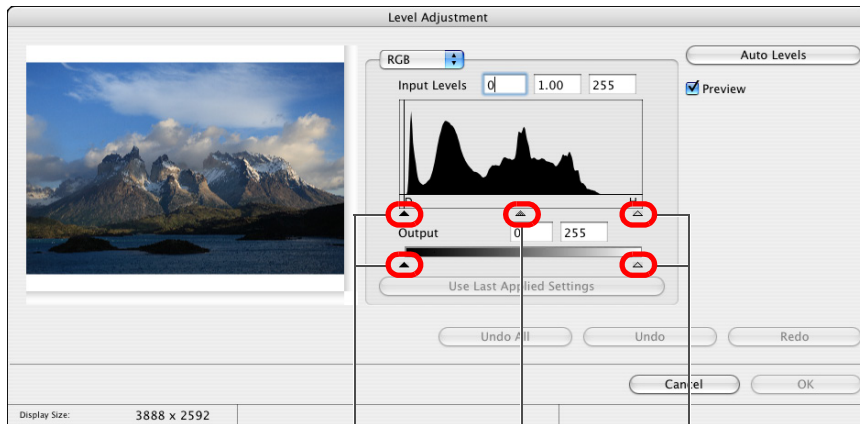 Level Adjustment
RGB
Auto Levels
Input Levels 0 1.00 255
Preview
D H
Output 0 255
Use Last Applied Settings
Undo All Undo Redo
Cancel OK
Display Size: 3888 x 2592